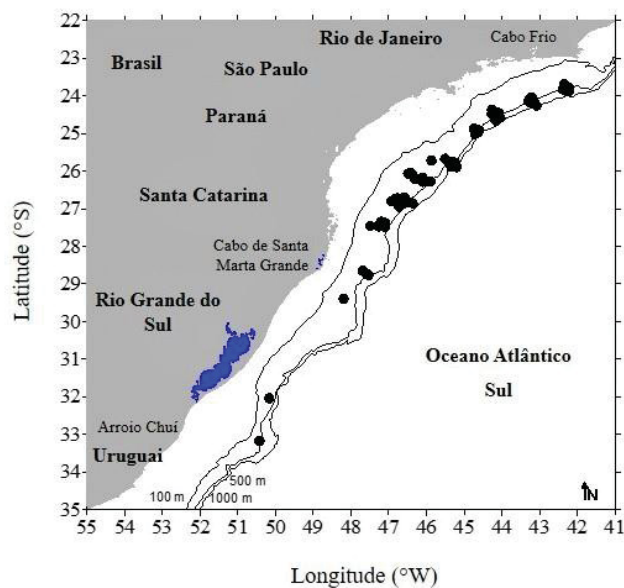 22
23
24
25
26
27
28
29
30
31
32
33
34
35
Latitude (°S)
Rio de Janeiro
Cabo Frio
Brasil
São Paulo
Paraná
Santa Catarina
Cabo de Santa
Marta Grande
Rio Grande do
Sul
Oceano Atlântico
Sul
Arroio Chuí
Uruguai
500 m
100 m
1000 m
N
55 54 53 52 51 50 49 48 47 46 45 44 43 42 41
Longitude (°W)